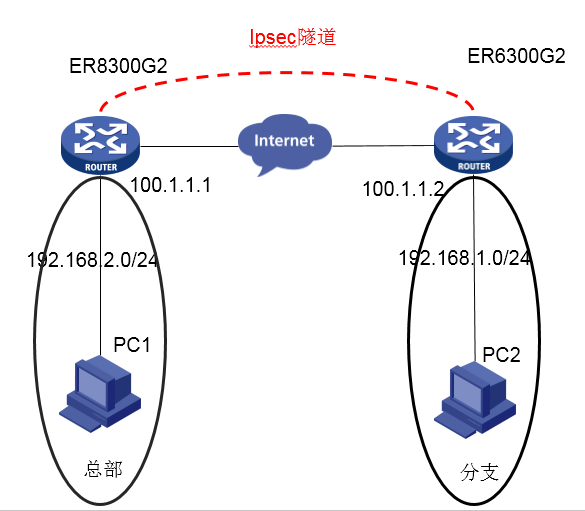 Ipsec隧道
ER8300G2
ER6300G2
Internet
ROUTER
ROUTER
100.1.1.1
100.1.1.2
192.168.2.0/24
192.168.1.0/24
PC1
PC2
总部
分支